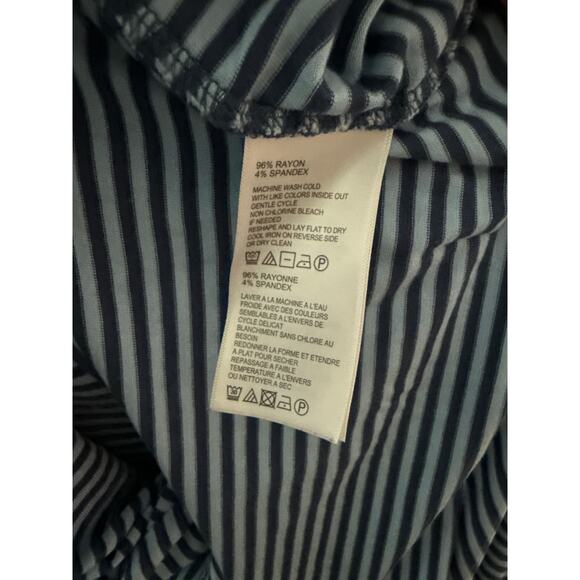 96% RAYON
4% SPANDEX
MACHINE WASH COLD
WITH LIKE COLORS INSIDE OUT
GENTLE CYCLE
NON CHLORINE BLEACH
IF NEEDED
RESHAPE AND LAY FLAT TO DRY
COOL IRON ON REVERSE SIDE
OR DRY CLEAN
P
96% RAYONNE
4% SPANDEX
LAVER A LA MACHINE A L'EAU
FROIDE AVEC DES COULEURS
SEMBLABLES A L'ENVERS DE
CYCLE DELICAT
BLANCHIMENT SANS CHLORE AU
BESOIN
REDONNER LA FORME ET ETENDRE
A PLAT POUR SECHER
REPASSAGE A FAIBLE
TEMPERATURE A L'ENVERS
OU NETTOYER A SEC
P